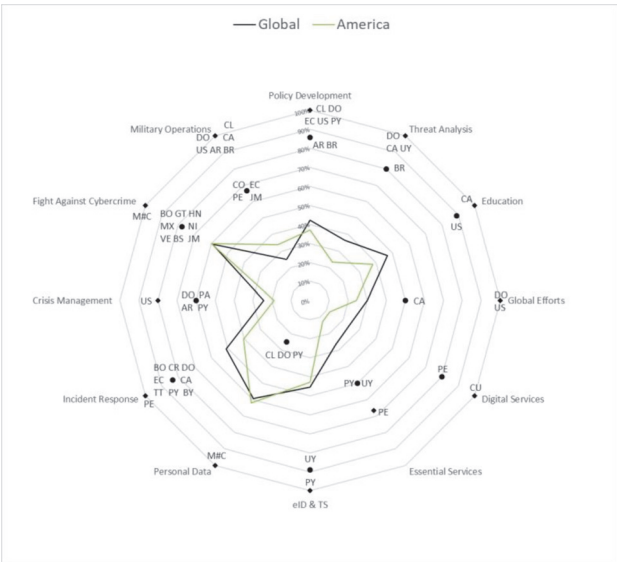 Global America
Policy Development
100% CL DO
EC US PY
90%
AR BR
80%
70%
60%
50%
40%
30%
20%
10%
0%
Threat Analysis
DO
CA UY
BR
Education
CA
US
Global Efforts
DO
US
CA
Digital Services
CU
PE
Essential Services
PE
PY UY
eID & TS
UY
PY
Personal Data
M#C
CL DO PY
Incident Response
PE
BO CR DO
EC CA
TT PY BY
Crisis Management
US
DO PA
AR PY
Fight Against Cybercrime
M#C
BO GT HN
MX NI
VE BS JM
Military Operations
CL
DO CA
US AR BR
CO EC
PE JM